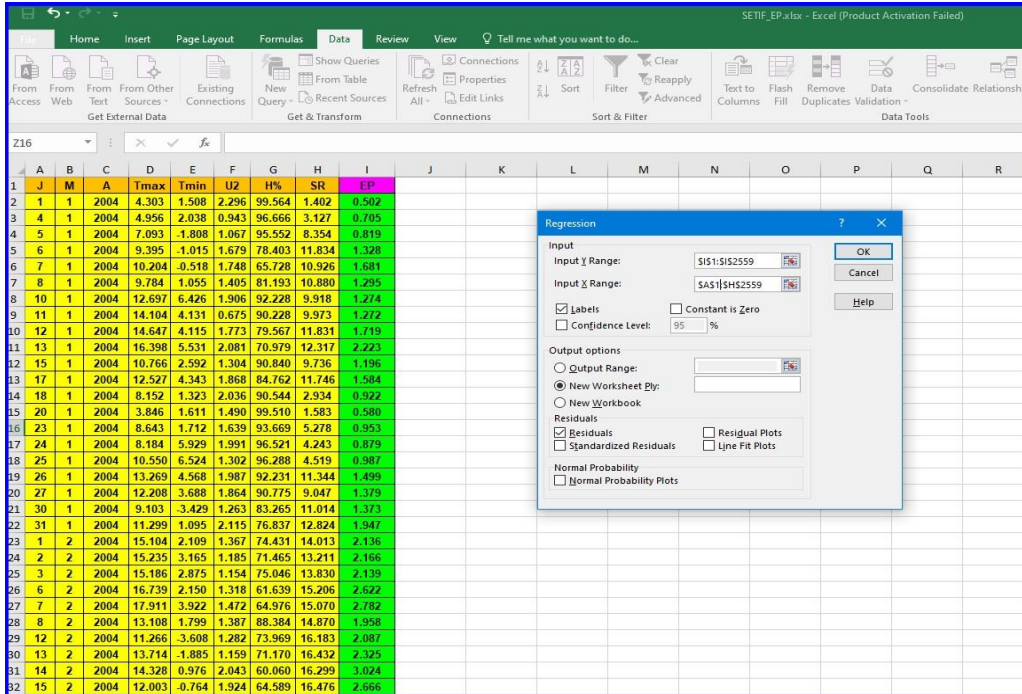 SETIF_EP.xlsx - Excel (Product Activation Failed)
File Home Insert Page Layout Formulas Data Review View Tell me what you want to do...
From Access
From Web
From Text
From Other Sources
Existing Connections
Get External Data
New Query
Show Queries
From Table
Recent Sources
Get & Transform
Refresh All
Connections
Properties
Edit Links
Connections
Sort
Filter
Clear
Reapply
Advanced
Sort & Filter
Text to Columns
Flash Fill
Remove Duplicates
Data Validation
Consolidate
Relationsh
Data Tools
Z16 fx
A B C D E F G H I J K L M N O P Q R
1 J M A Tmax Tmin U2 H% SR EP
2 1 1 2004 4.303 1.508 2.296 99.564 1.402 0.502
3 4 1 2004 4.956 2.038 0.943 96.666 3.127 0.705
4 5 1 2004 7.093 -1.808 1.067 95.552 8.354 0.819
5 6 1 2004 9.395 -1.015 1.679 78.403 11.834 1.328
6 7 1 2004 10.204 -0.518 1.748 65.728 10.926 1.681
7 8 1 2004 9.784 1.055 1.405 81.193 10.880 1.295
8 10 1 2004 12.697 6.426 1.906 92.228 9.918 1.274
9 11 1 2004 14.104 4.131 0.675 90.228 9.973 1.272
10 12 1 2004 14.647 4.115 1.773 79.567 11.831 1.719
11 13 1 2004 16.398 5.531 2.081 70.979 12.317 2.223
12 15 1 2004 10.766 2.592 1.304 90.840 9.736 1.196
13 17 1 2004 12.527 4.343 1.868 84.762 11.746 1.584
14 18 1 2004 8.152 1.323 2.036 90.544 2.934 0.922
15 20 1 2004 3.846 1.611 1.490 99.510 1.583 0.580
16 23 1 2004 8.643 1.712 1.639 93.669 5.278 0.953
17 24 1 2004 8.184 5.929 1.991 96.521 4.243 0.879
18 25 1 2004 10.550 6.524 1.302 96.288 4.519 0.987
19 26 1 2004 13.269 4.568 1.987 92.231 11.344 1.499
20 27 1 2004 12.208 3.688 1.864 90.775 9.047 1.379
21 30 1 2004 9.103 -3.429 1.263 83.265 11.014 1.373
22 31 1 2004 11.299 1.095 2.115 76.837 12.824 1.947
23 1 2 2004 15.104 2.109 1.367 74.431 14.013 2.136
24 2 2 2004 15.235 3.165 1.185 71.465 13.211 2.166
25 3 2 2004 15.186 2.875 1.154 75.046 13.830 2.139
26 6 2 2004 16.739 2.150 1.318 61.639 15.206 2.622
27 7 2 2004 17.911 3.922 1.472 64.976 15.070 2.782
28 8 2 2004 13.108 1.799 1.387 88.384 14.870 1.958
29 12 2 2004 11.266 -3.608 1.282 73.969 16.183 2.087
30 13 2 2004 13.714 -1.885 1.159 71.170 16.432 2.325
31 14 2 2004 14.328 0.976 2.043 60.060 16.299 3.024
32 15 2 2004 12.003 -0.764 1.924 64.589 16.476 2.666
Regression ? ×
Input
Input Y Range: $I$1:$I$2559
Input X Range: $A$1:$H$2559
Labels Constant is Zero
Confidence Level: 95 %
Output options
Output Range:
New Worksheet Ply:
New Workbook
Residuals
Residuals Residual Plots
Standardized Residuals Line Fit Plots
Normal Probability
Normal Probability Plots
OK
Cancel
Help